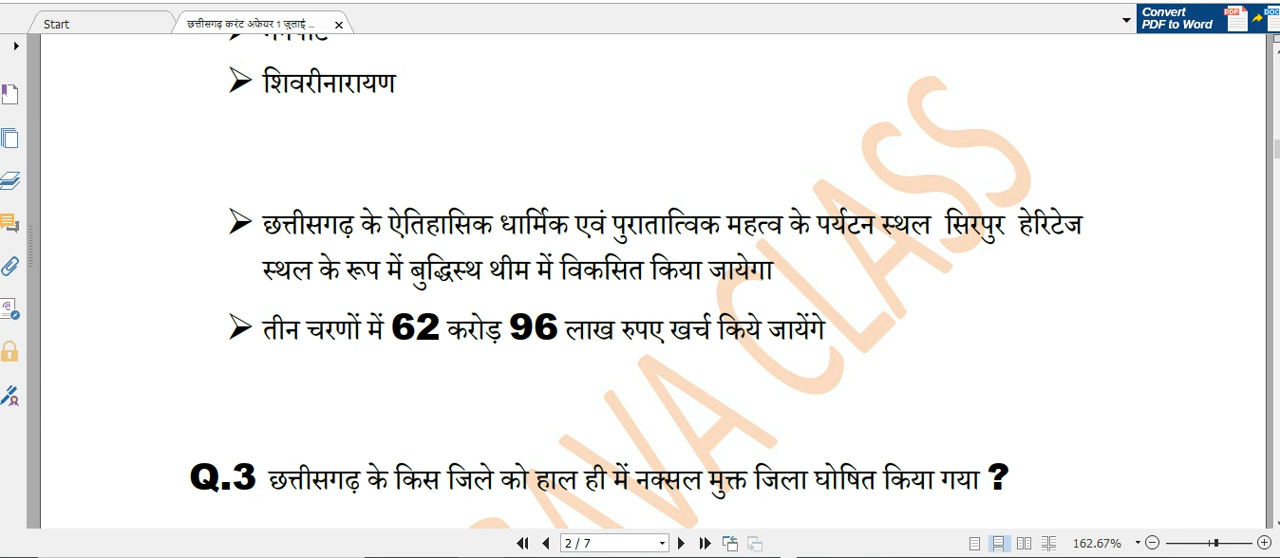 Start
छत्तीसगढ़ करंट अफेयर 1 जुलाई ...
Convert
PDF to Word
शिवरीनारायण
छत्तीसगढ़ के ऐतिहासिक धार्मिक एवं पुरातात्विक महत्व के पर्यटन स्थल सिरपुर हेरिटेज
स्थल के रूप में बुद्धिस्थ थीम में विकसित किया जायेगा
तीन चरणों में 62 करोड़ 96 लाख रुपए खर्च किये जायेंगे
Q.3 छत्तीसगढ़ के किस जिले को हाल ही में नक्सल मुक्त जिला घोषित किया गया ?
AVA CLASS
2 / 7
162.67%